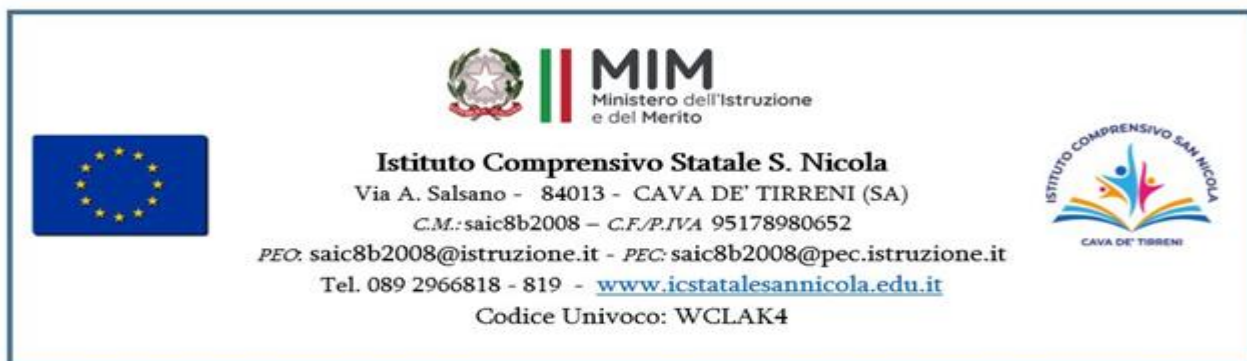 MIM
Ministero dell'Istruzione
e del Merito
Istituto Comprensivo Statale S. Nicola
Via A. Salsano - 84013 - CAVA DE' TIRRENI (SA)
C.M.: saic8b2008 – C.F./P.IVA 95178980652
PEO: saic8b2008@istruzione.it - PEC: saic8b2008@pec.istruzione.it
Tel. 089 2966818 - 819 - www.icstatalesannicola.edu.it
Codice Univoco: WCLAK4
ISTITUTO COMPRENSIVO SAN NICOLA
CAVA DE' TIRRENI